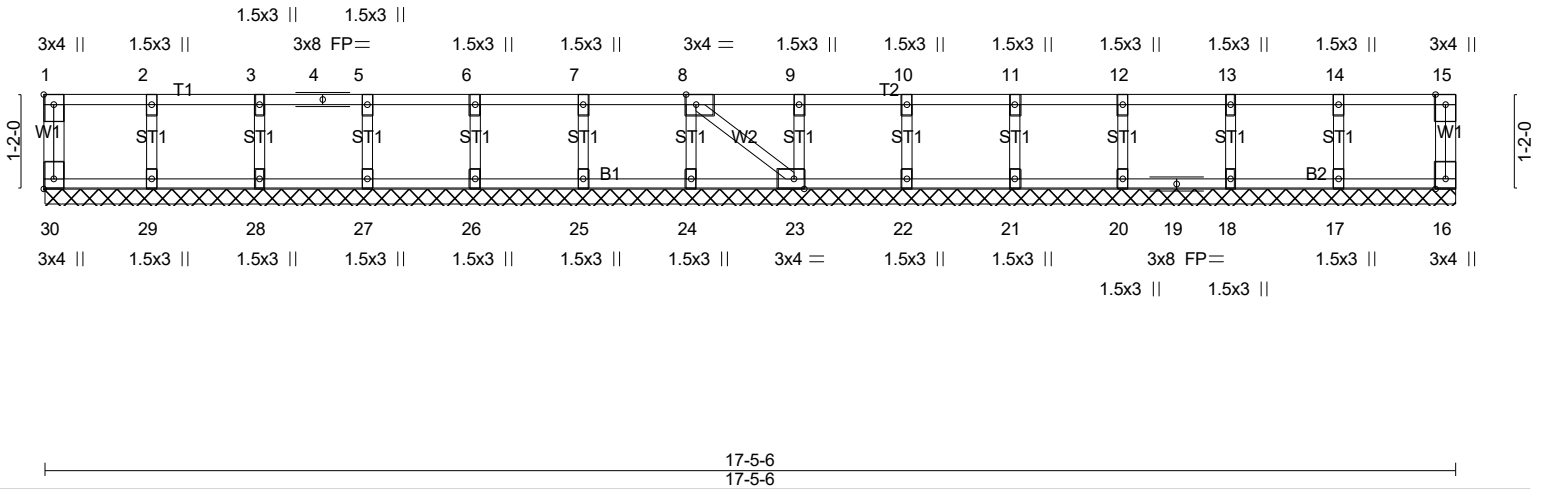 1.5x3 || 1.5x3 ||
3x4 || 1.5x3 || 3x8 FP= 1.5x3 || 1.5x3 || 3x4 = 1.5x3 || 1.5x3 || 1.5x3 || 1.5x3 || 1.5x3 || 1.5x3 || 3x4 ||
1 2 3 4 5 6 7 8 9 10 11 12 13 14 15
T1 T2
1-2-0 W1 ST1 ST1 ST1 ST1 ST1 ST1 W2 ST1 ST1 ST1 ST1 ST1 ST1 W1 1-2-0
B1 B2
30 29 28 27 26 25 24 23 22 21 20 19 18 17 16
3x4 || 1.5x3 || 1.5x3 || 1.5x3 || 1.5x3 || 1.5x3 || 1.5x3 || 3x4 = 1.5x3 || 1.5x3 || 3x8 FP= 1.5x3 || 3x4 ||
1.5x3 || 1.5x3 ||
17-5-6
17-5-6